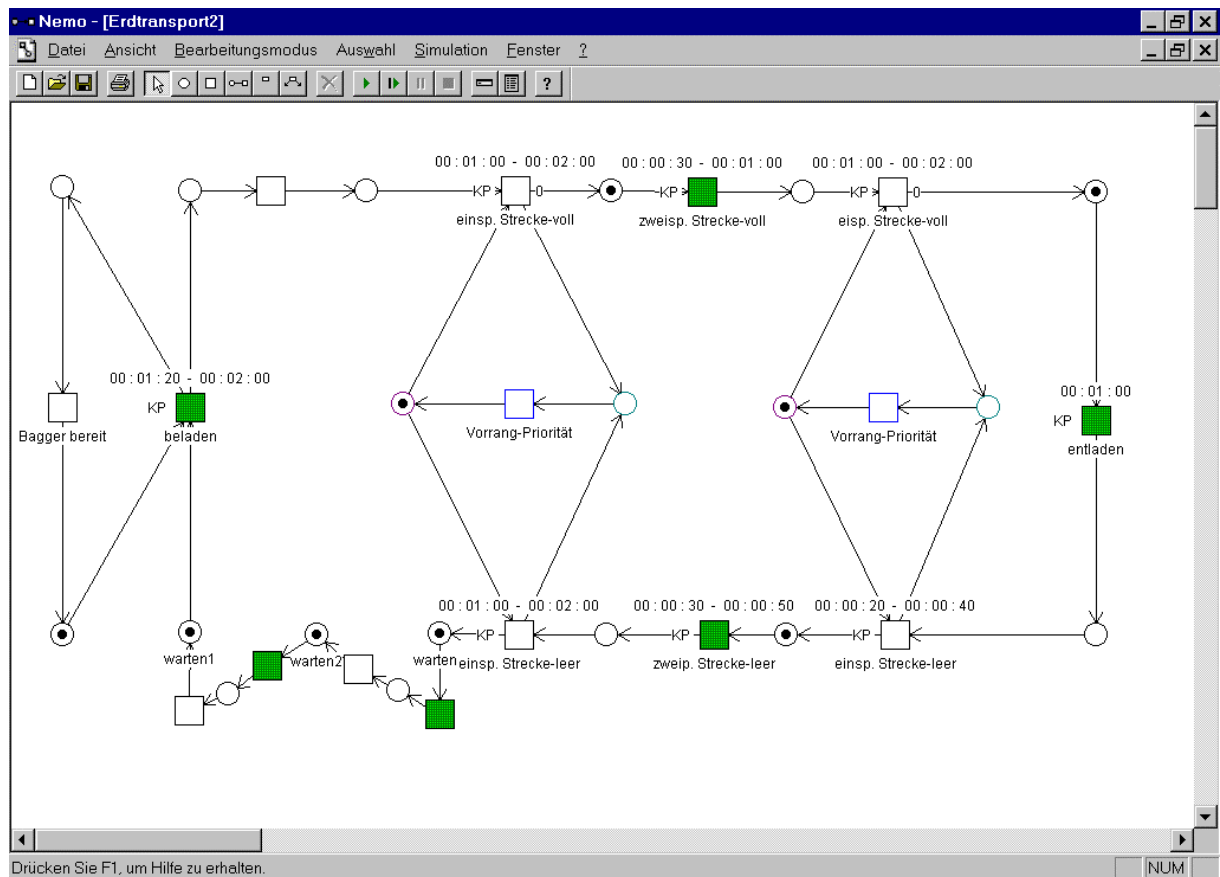 Nemo - [Erdtransport2]
Datei Ansicht Bearbeitungsmodus Auswahl Simulation Fenster ?
?
00 : 01 : 00 - 00 : 02 : 00
00 : 00 : 30 - 00 : 01 : 00
00 : 01 : 00 - 00 : 02 : 00
KP
0
KP
KP
0
einsp. Strecke-voll
zweisp. Strecke-voll
eisp. Strecke-voll
00 : 01 : 20 - 00 : 02 : 00
00 : 01 : 00
KP
KP
Bagger bereit
beladen
Vorrang-Priorität
Vorrang-Priorität
entladen
00 : 01 : 00 - 00 : 02 : 00
00 : 00 : 30 - 00 : 00 : 50
00 : 00 : 20 - 00 : 00 : 40
KP
KP
KP
warten1
warten2
warten
einsp. Strecke-leer
zweip. Strecke-leer
einsp. Strecke-leer
Drücken Sie F1, um Hilfe zu erhalten.
NUM